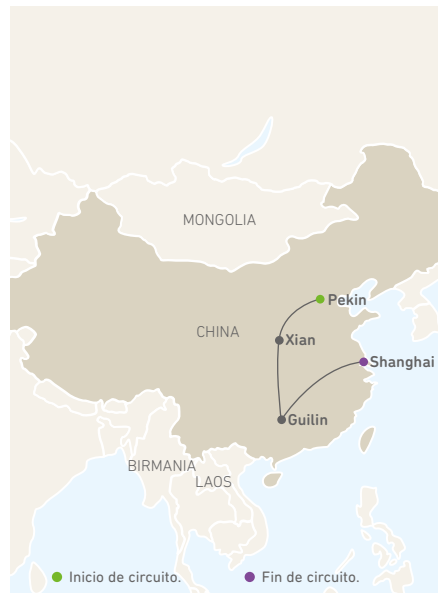 MONGOLIA
Pekin
CHINA
Xian
Shanghai
Guilin
BIRMANIA
LAOS
Inicio de circuito.
Fin de circuito.